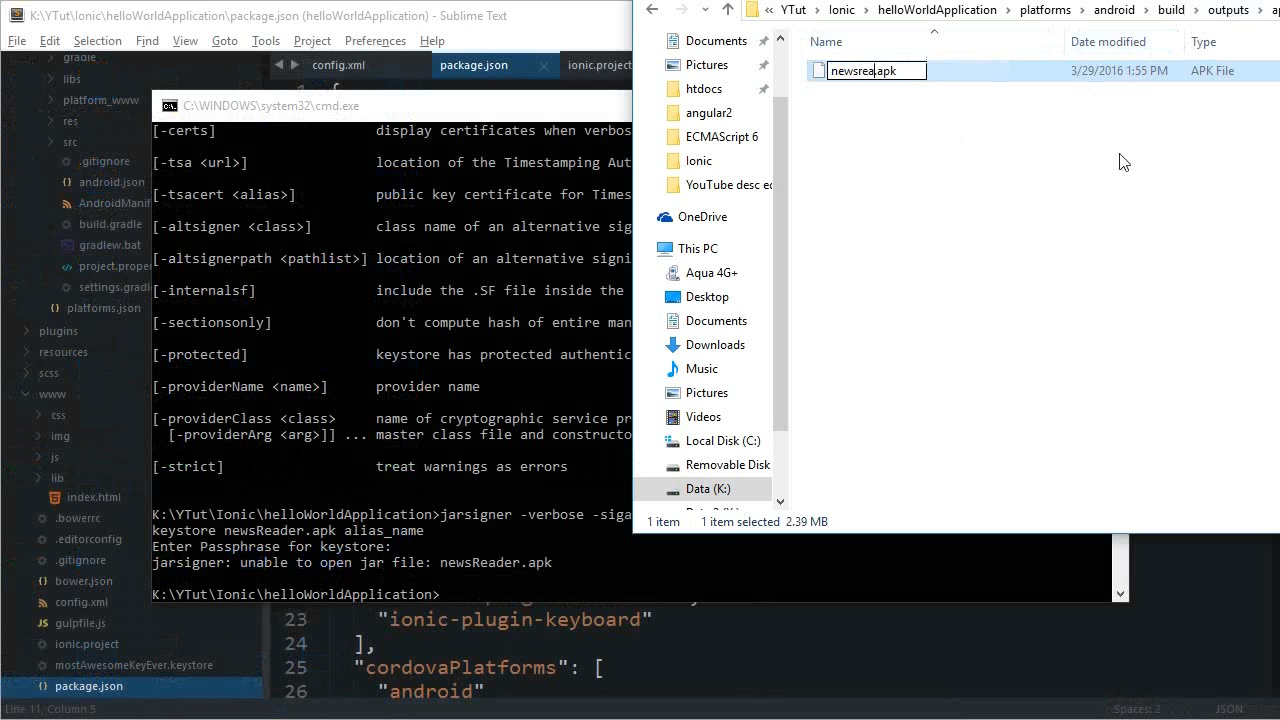 K:\YTut\Ionic\helloWorldApplication\package.json (helloWorldApplication) - Sublime Text
File Edit Selection Find View Goto Tools Project Preferences Help
gradle
libs
platform_www
res
src
.gitignore
android.json
AndroidManif
build.gradle
gradlew.bat
project.prope
settings.gradl
platforms.json
plugins
resources
scss
www
css
img
js
lib
index.html
.bowerrc
.editorconfig
.gitignore
bower.json
config.xml
gulpfile.js
ionic.project
mostAwesomeKeyEver.keystore
package.json
config.xml package.json ionic.project
C:\WINDOWS\system32\cmd.exe
[-certs] display certificates when verbos
[-tsa <url>] location of the Timestamping Aut
[-tsacert <alias>] public key certificate for Times
[-altsigner <class>] class name of an alternative sig
[-altsignerpath <pathlist>] location of an alternative signi
[-internalsf] include the .SF file inside the
[-sectionsonly] don't compute hash of entire man
[-protected] keystore has protected authentic
[-providerName <name>] provider name
[-providerClass <class> name of cryptographic service pr
[-providerArg <arg>]] ... master class file and constructo
[-strict] treat warnings as errors
K:\YTut\Ionic\helloWorldApplication>jarsigner -verbose -siga
keystore newsReader.apk alias_name
Enter Passphrase for keystore:
jarsigner: unable to open jar file: newsReader.apk
K:\YTut\Ionic\helloWorldApplication>
23 "ionic-plugin-keyboard"
24 ],
25 "cordovaPlatforms": [
26 "android"
« YTut › Ionic › helloWorldApplication › platforms › android › build › outputs › ap
Name Date modified Type
newsrea.apk 3/29/2016 1:55 PM APK File
Documents
Pictures
htdocs
angular2
ECMAScript 6
Ionic
YouTube desc ed
OneDrive
This PC
Aqua 4G+
Desktop
Documents
Downloads
Music
Pictures
Videos
Local Disk (C:)
Removable Disk
Data (K:)
1 item 1 item selected 2.39 MB
Line 11, Column 5 Spaces: 2 JSON